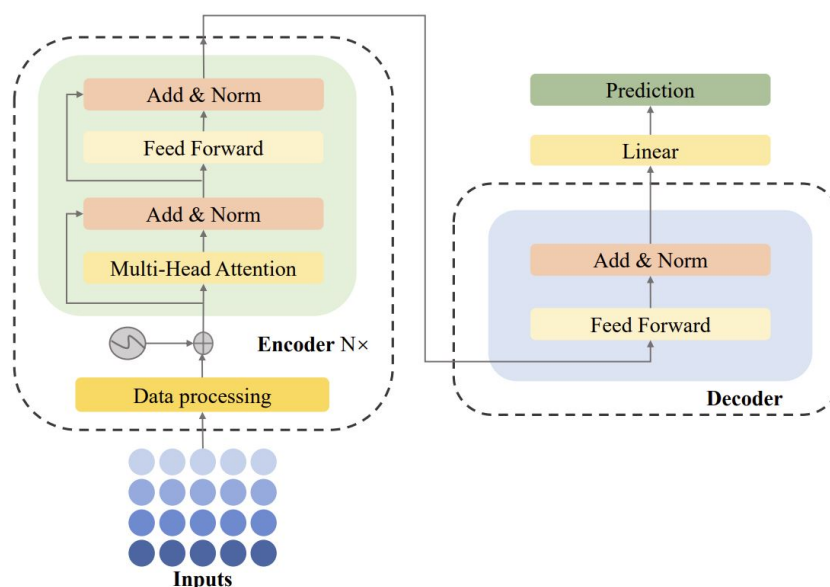 Add & Norm
Feed Forward
Add & Norm
Multi-Head Attention
Encoder N×
Data processing
Inputs
Prediction
Linear
Add & Norm
Feed Forward
Decoder